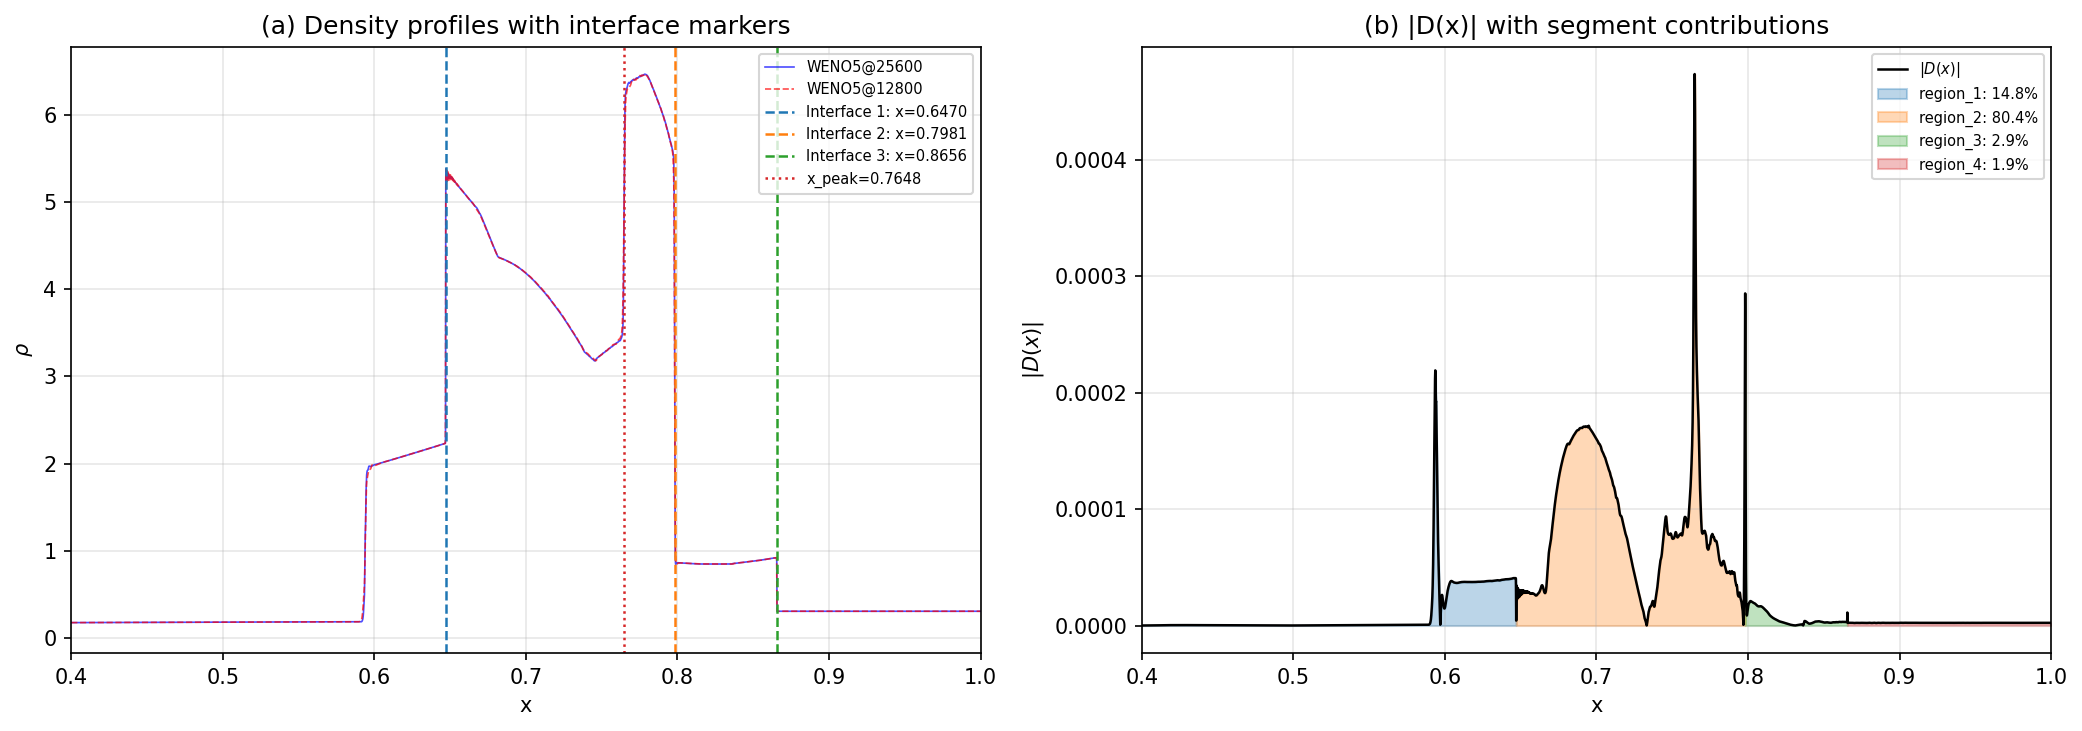 (a) Density profiles with interface markers
ρ
6
5
4
3
2
1
0
0.4 0.5 0.6 0.7 0.8 0.9 1.0
x
WENO5@25600
WENO5@12800
Interface 1: x=0.6470
Interface 2: x=0.7981
Interface 3: x=0.8656
x_peak=0.7648
(b) |D(x)| with segment contributions
|D(x)|
0.0004
0.0003
0.0002
0.0001
0.0000
0.4 0.5 0.6 0.7 0.8 0.9 1.0
x
|D(x)|
region_1: 14.8%
region_2: 80.4%
region_3: 2.9%
region_4: 1.9%